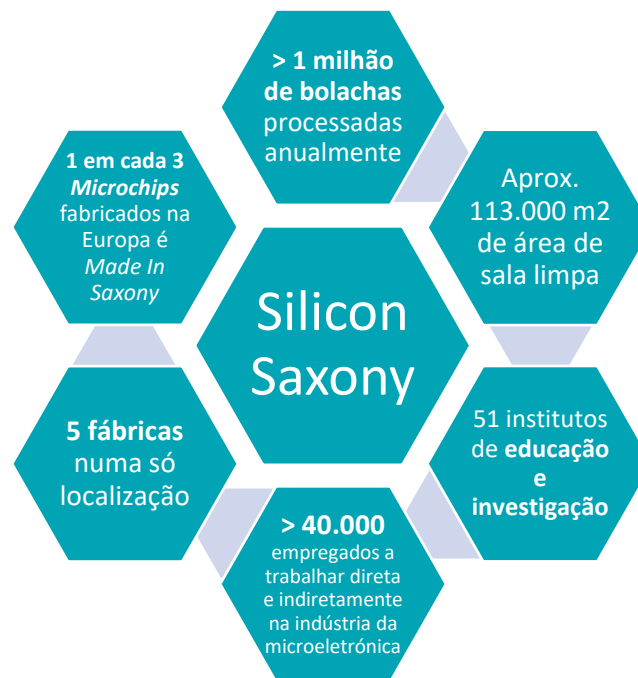 > 1 milhão
de bolachas
processadas
anualmente
Aprox.
113.000 m2
de área de
sala limpa
51 institutos
de educação
e
investigação
> 40.000
empregados a
trabalhar direta
e indiretamente
na indústria da
microeletrónica
5 fábricas
numa só
localização
1 em cada 3
Microchips
fabricados na
Europa é
Made In
Saxony
Silicon
Saxony